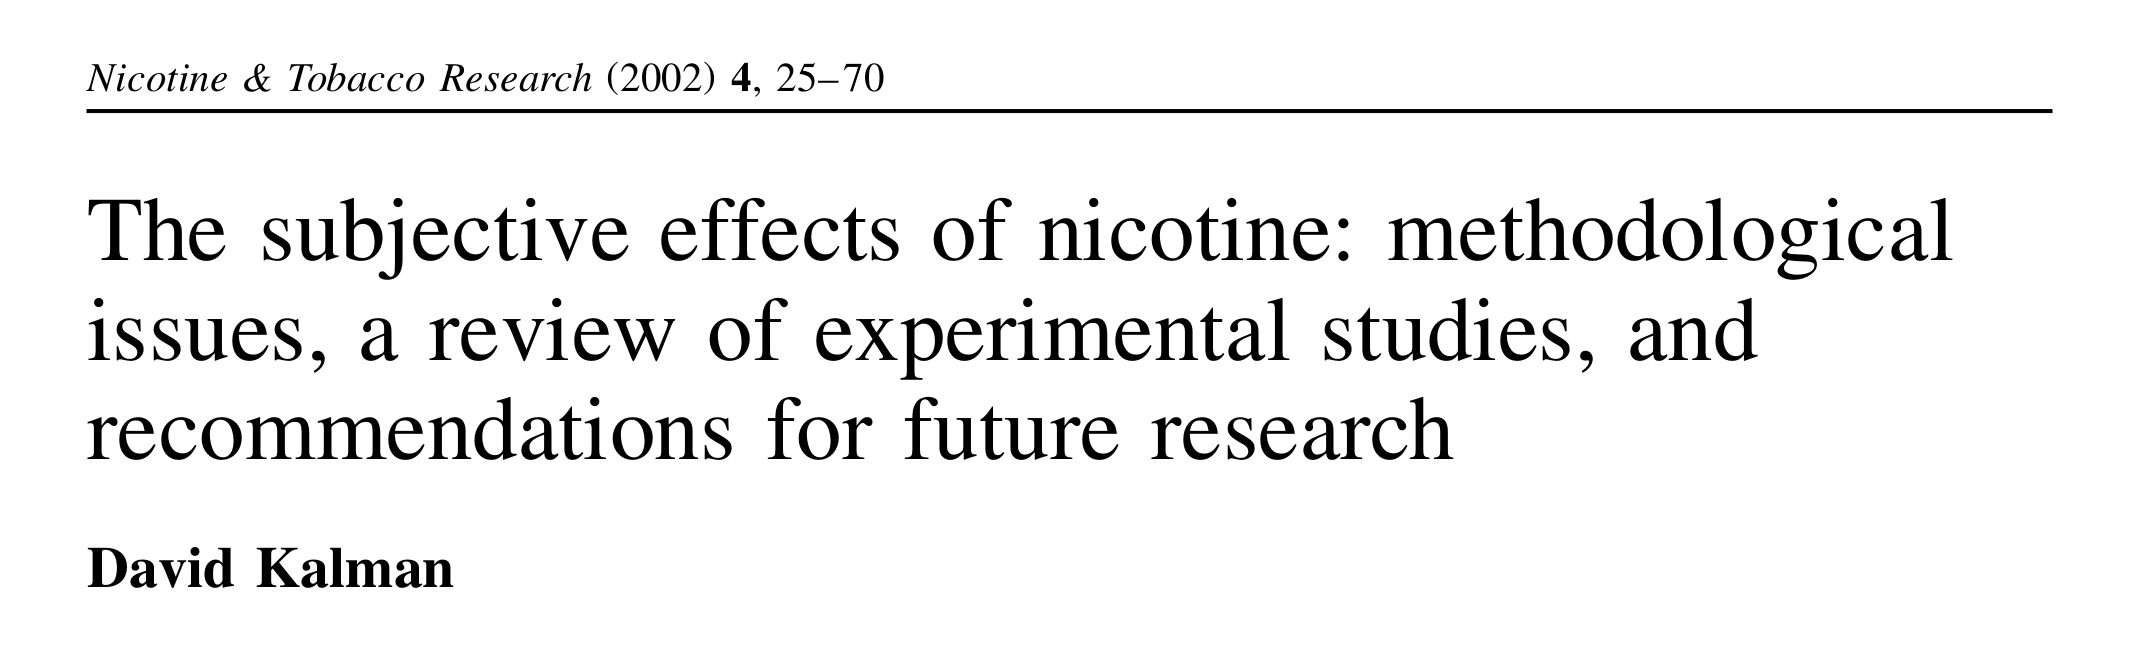 Nicotine & Tobacco Research (2002) 4, 25–70
The subjective effects of nicotine: methodological
issues, a review of experimental studies, and
recommendations for future research
David Kalman